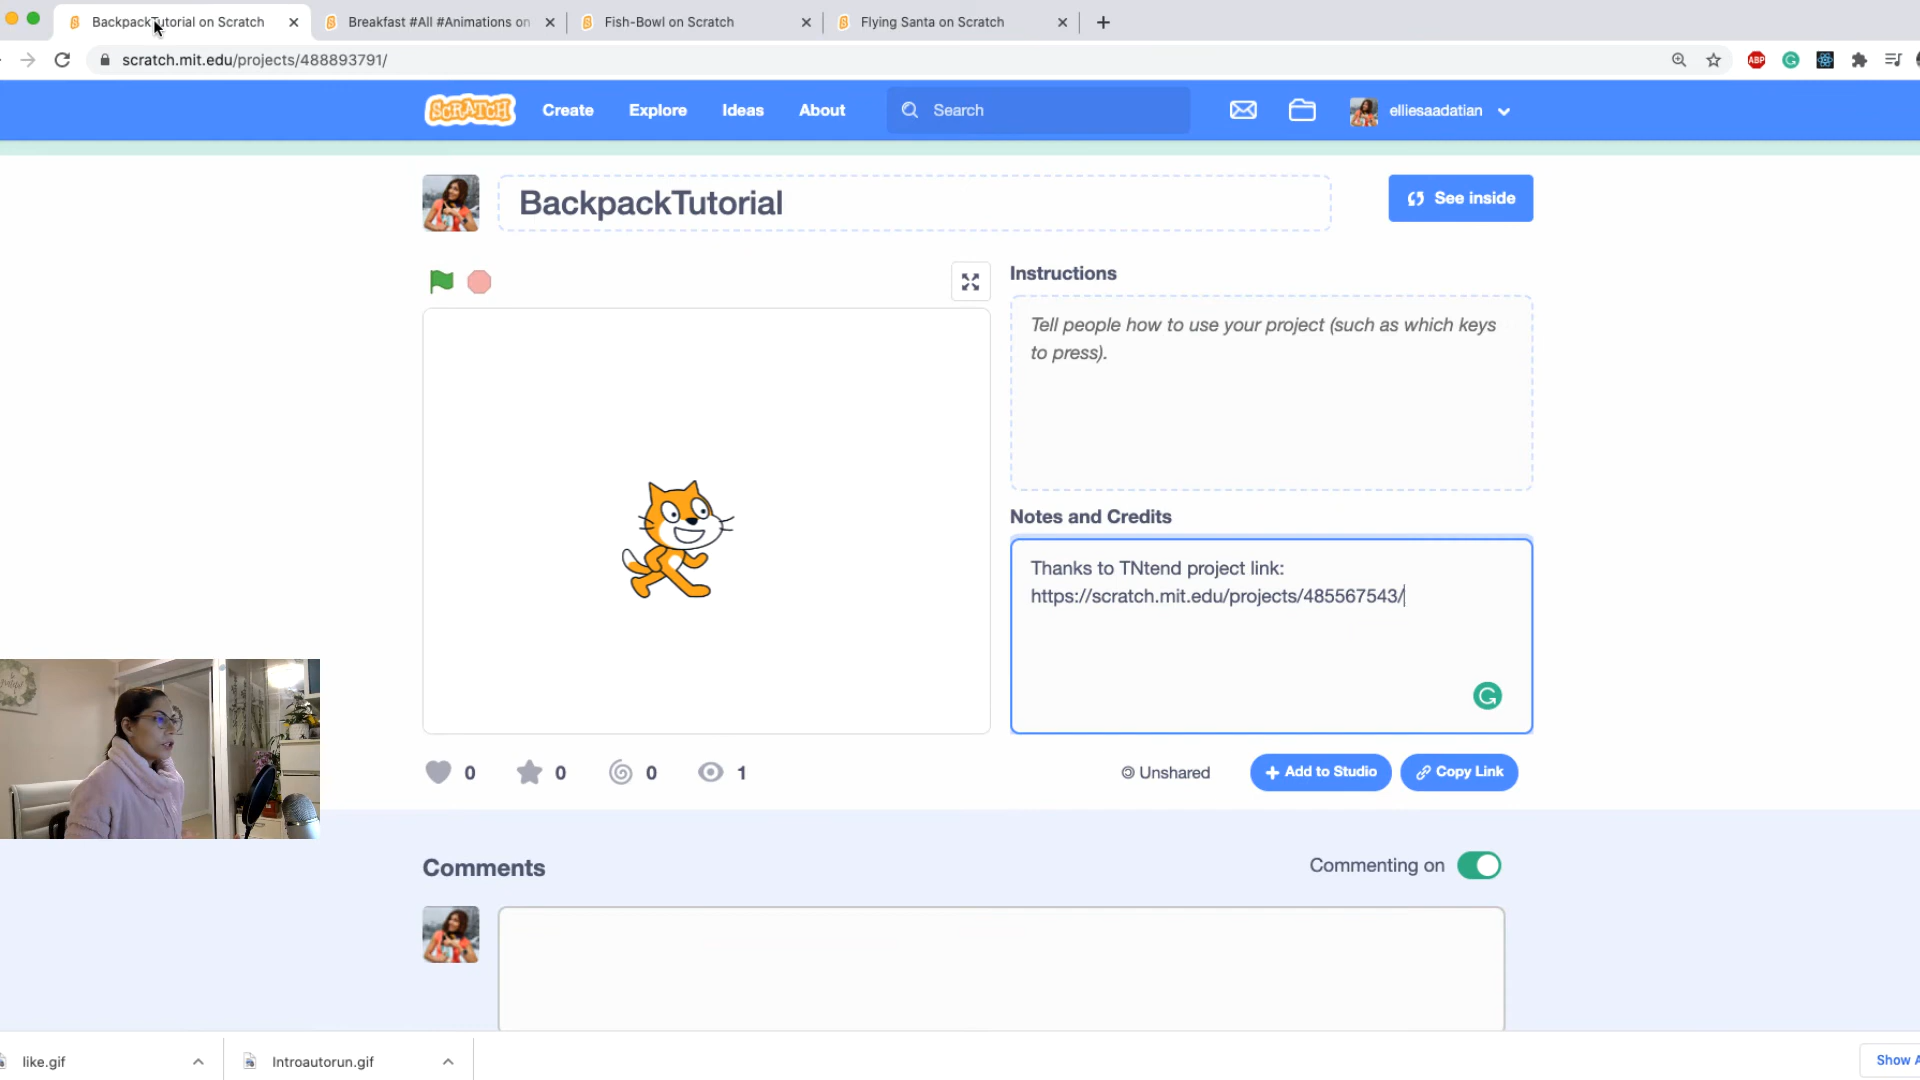 BackpackTutorial on Scratch
Breakfast #All #Animations on
Fish-Bowl on Scratch
Flying Santa on Scratch
scratch.mit.edu/projects/488893791/
ABP
SCRATCH
Create
Explore
Ideas
About
Search
elliesaadatian
BackpackTutorial
See inside
Instructions
Tell people how to use your project (such as which keys
to press).
Notes and Credits
Thanks to TNtend project link:
https://scratch.mit.edu/projects/485567543/
0
0
0
1
Unshared
Add to Studio
Copy Link
Comments
Commenting on
like.gif
Introautorun.gif
Show A